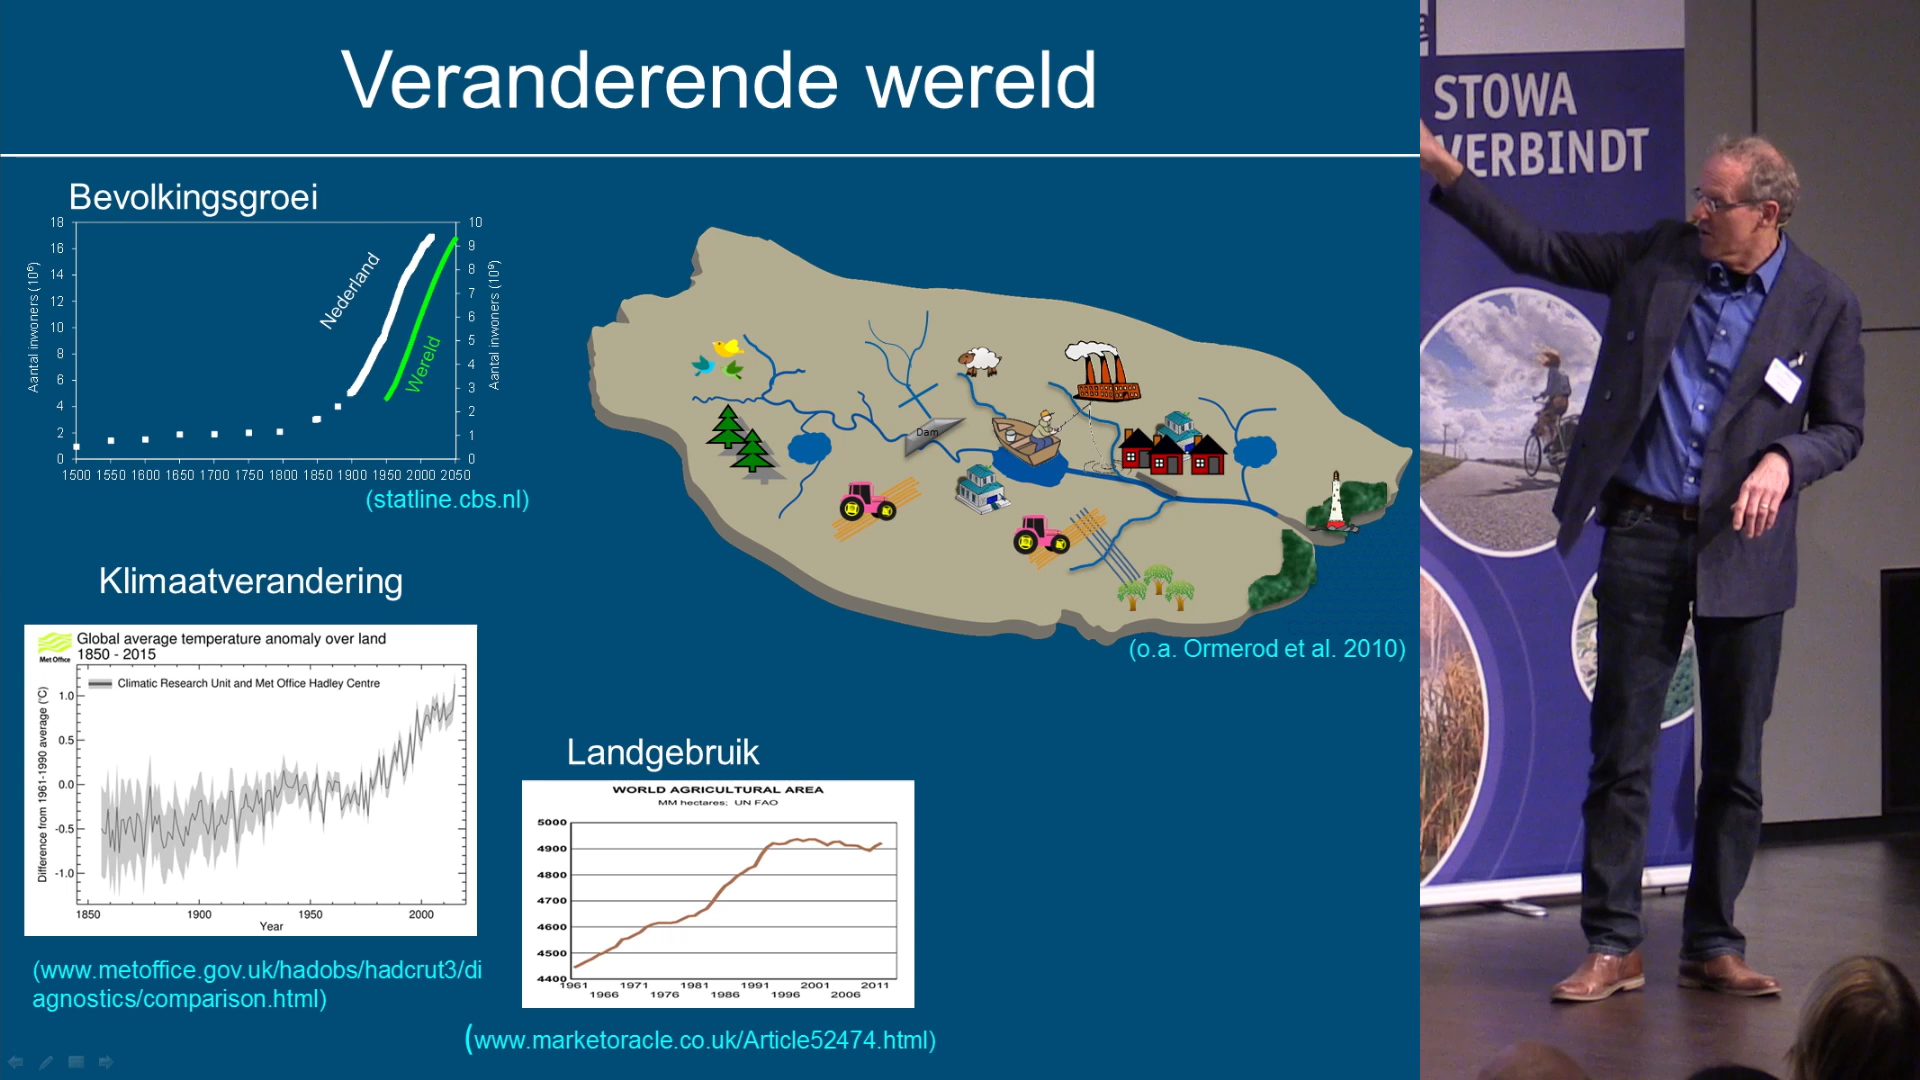 Veranderende wereld
Bevolkingsgroei
18
16
14
12
10
8
6
4
2
0
Aantal inwoners (10⁶)
10
9
8
7
6
5
4
3
2
1
0
Aantal inwoners (10⁹)
Nederland
Wereld
1500 1550 1600 1650 1700 1750 1800 1850 1900 1950 2000 2050
(statline.cbs.nl)
Dam
(o.a. Ormerod et al. 2010)
Klimaatverandering
Met Office
Global average temperature anomaly over land
1850 - 2015
Climatic Research Unit and Met Office Hadley Centre
Difference from 1961-1990 average (°C)
1.0
0.5
0.0
-0.5
-1.0
1850 1900 1950 2000
Year
(www.metoffice.gov.uk/hadobs/hadcrut3/di
agnostics/comparison.html)
Landgebruik
WORLD AGRICULTURAL AREA
MM hectares; UN FAO
5000
4900
4800
4700
4600
4500
4400
1961 1971 1981 1991 2001 2011
1966 1976 1986 1996 2006
(www.marketoracle.co.uk/Article52474.html)
STOWA
VERBINDT